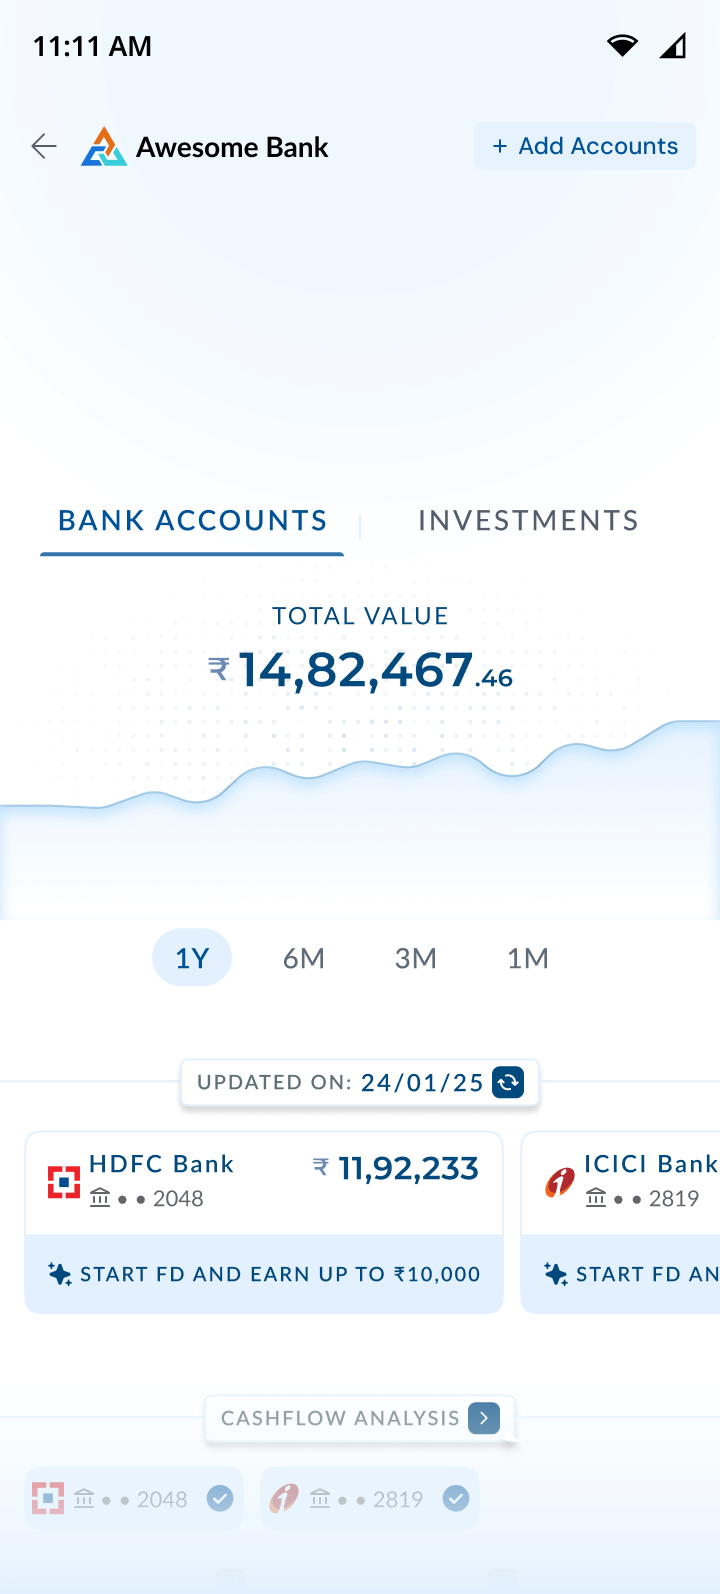 11:11 AM
Awesome Bank
+ Add Accounts
BANK ACCOUNTS
INVESTMENTS
TOTAL VALUE
₹ 14,82,467.46
1Y 6M 3M 1M
UPDATED ON: 24/01/25
HDFC Bank
₹ 11,92,233
• • 2048
START FD AND EARN UP TO ₹10,000
ICICI Bank
• • 2819
START FD AN
CASHFLOW ANALYSIS
• • 2048
• • 2819